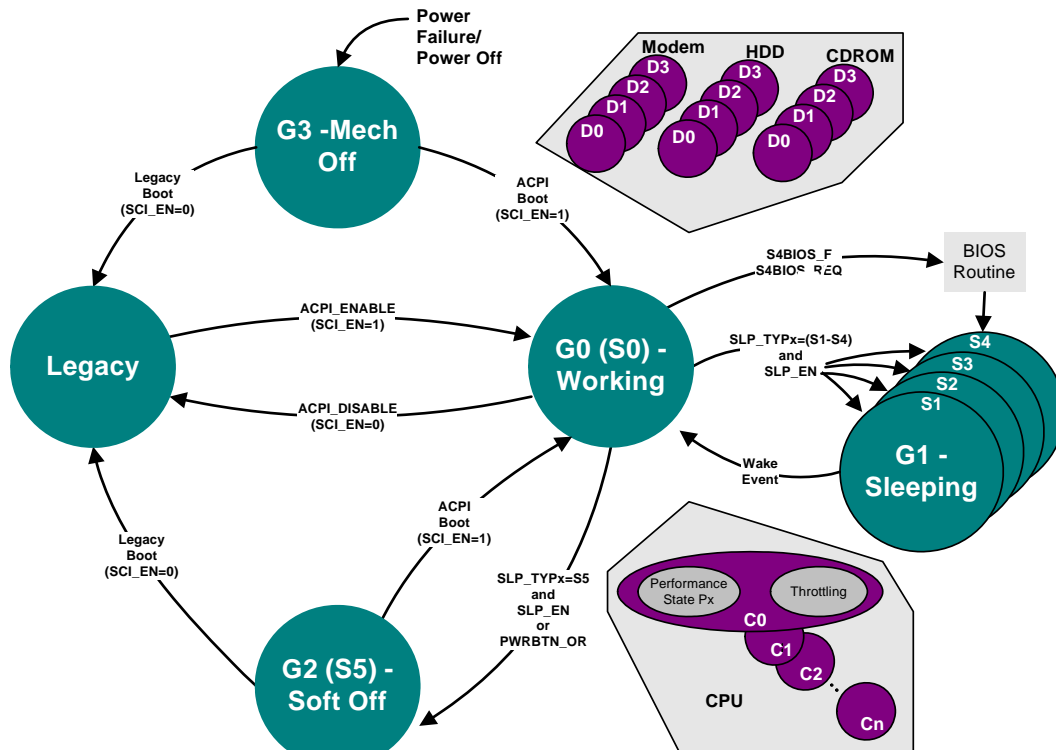 Power
Failure/
Power Off
Modem
HDD
CDROM
D3
D2
D1
D0
D3
D2
D1
D0
D3
D2
D1
D0
G3 -Mech
Off
Legacy
Boot
(SCI_EN=0)
ACPI
Boot
(SCI_EN=1)
S4BIOS_F
S4BIOS_REQ
BIOS
Routine
ACPI_ENABLE
(SCI_EN=1)
Legacy
G0 (S0) -
Working
SLP_TYPx=(S1-S4)
and
SLP_EN
S4
S3
S2
S1
G1 -
Sleeping
ACPI_DISABLE
(SCI_EN=0)
Wake
Event
Legacy
Boot
(SCI_EN=0)
ACPI
Boot
(SCI_EN=1)
SLP_TYPx=S5
and
SLP_EN
or
PWRBTN_OR
Performance
State Px
Throttling
C0
C1
C2
Cn
CPU
G2 (S5) -
Soft Off